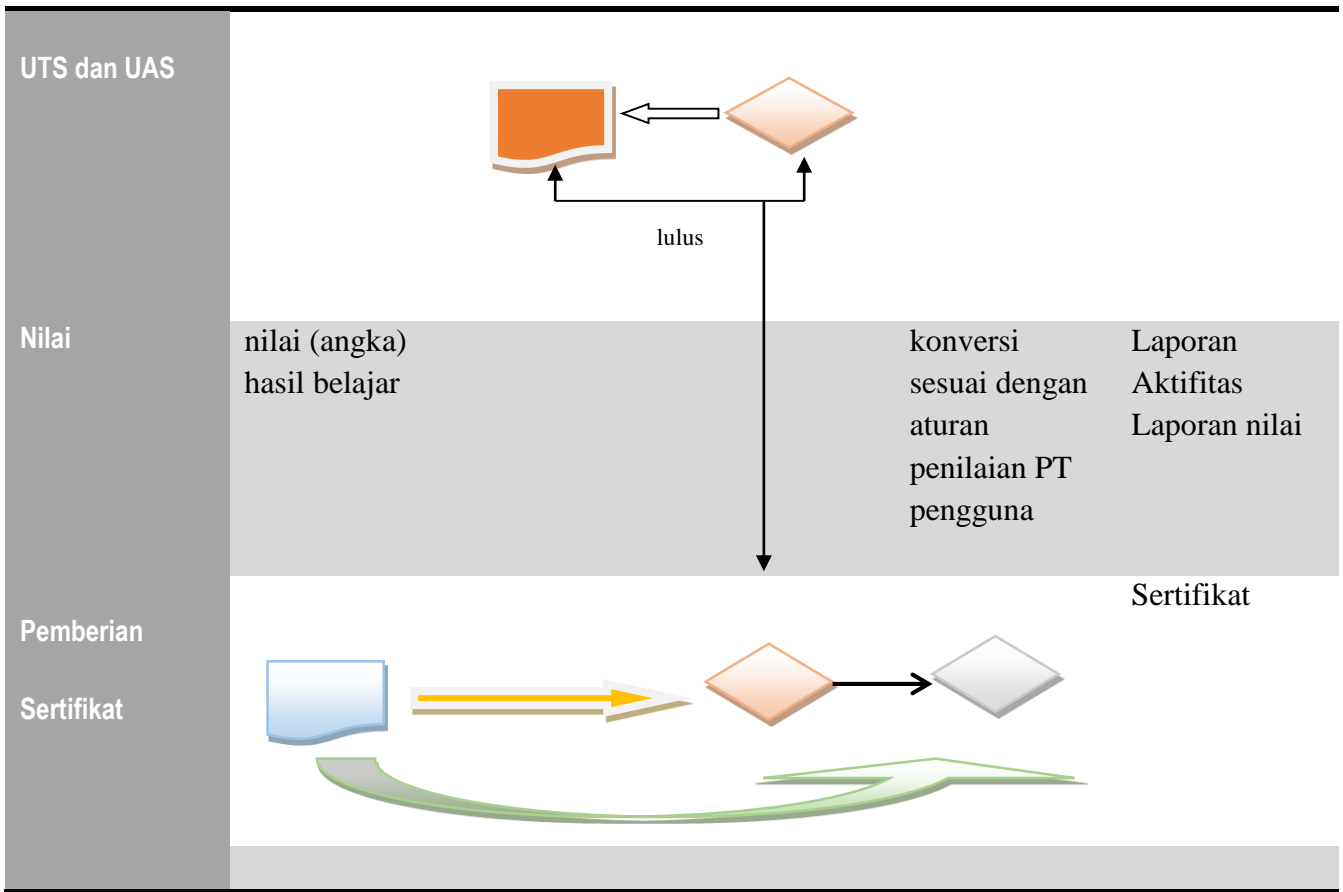 UTS dan UAS
lulus
Nilai
nilai (angka)
hasil belajar
konversi
sesuai dengan
aturan
penilaian PT
pengguna
Laporan
Aktifitas
Laporan nilai
Pemberian
Sertifikat
Sertifikat